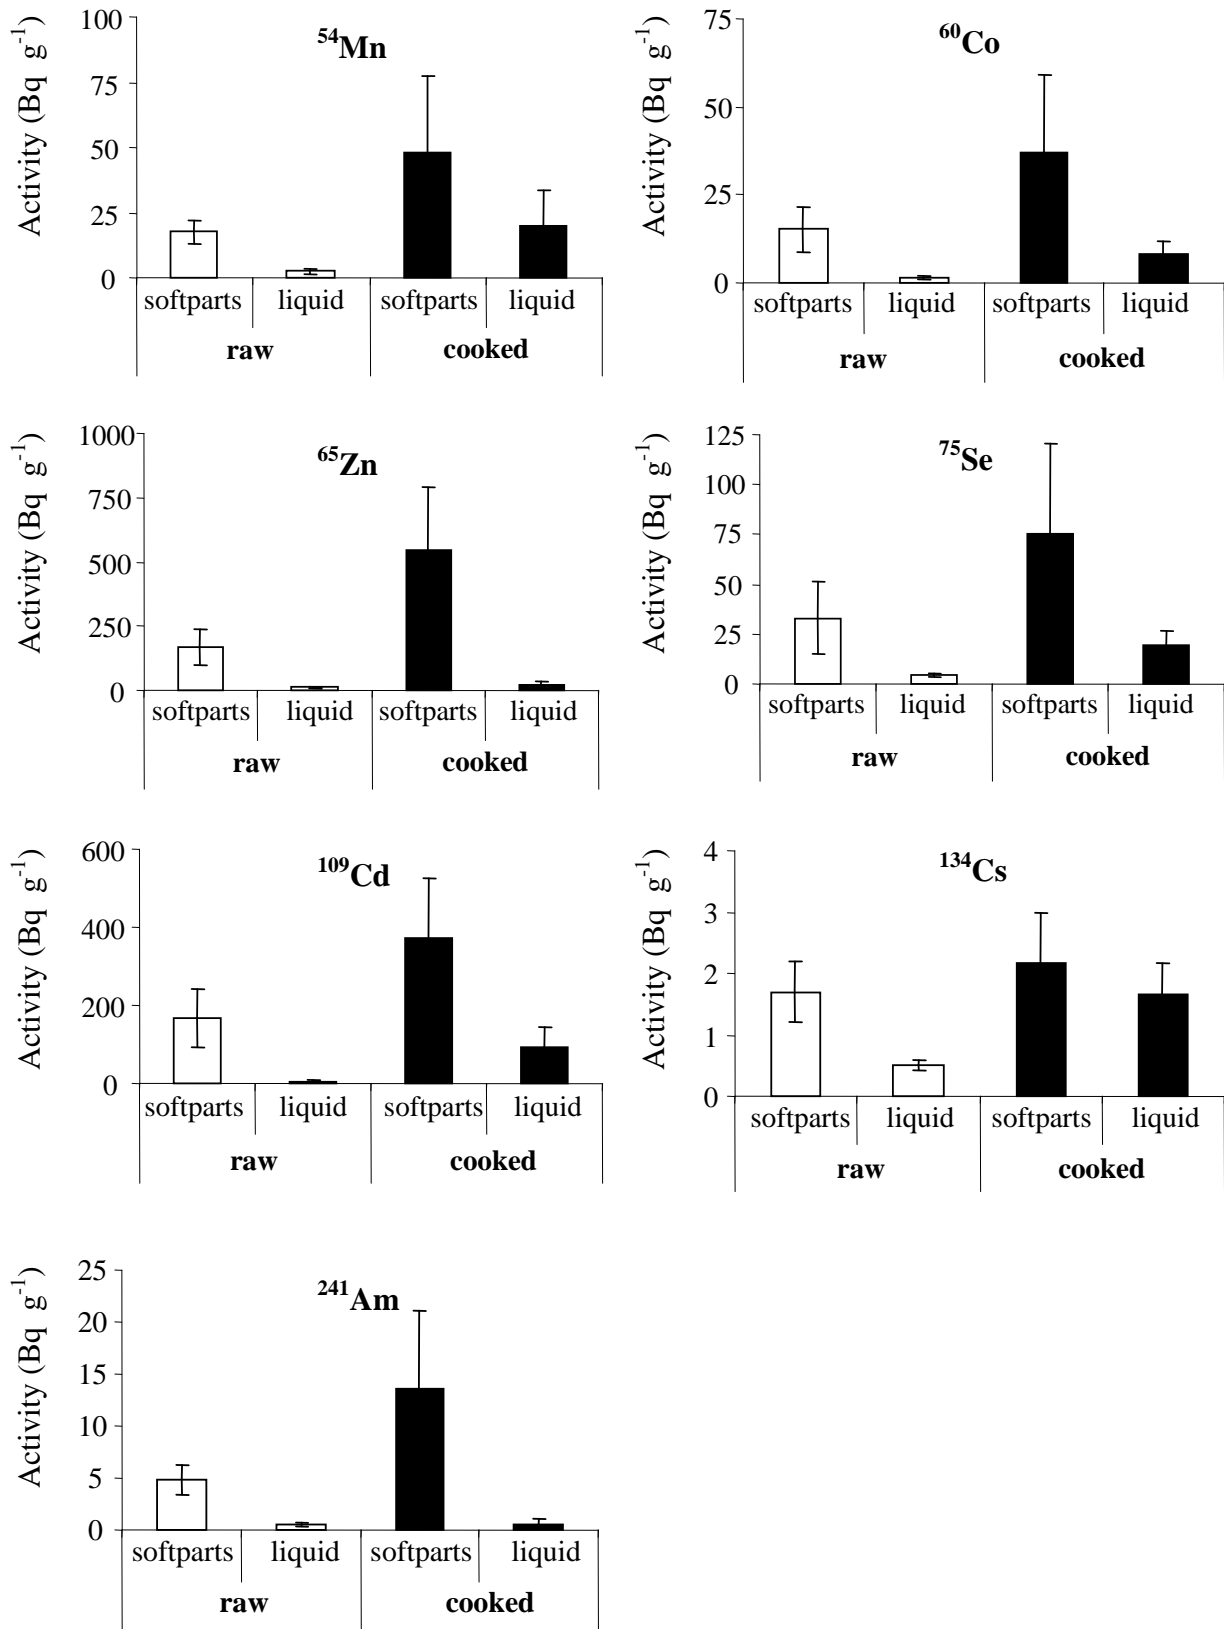 Activity (Bq g⁻¹)
⁵⁴Mn
100
75
50
25
0
softparts liquid softparts liquid
raw cooked
Activity (Bq g⁻¹)
⁶⁰Co
75
50
25
0
softparts liquid softparts liquid
raw cooked
Activity (Bq g⁻¹)
⁶⁵Zn
1000
750
500
250
0
softparts liquid softparts liquid
raw cooked
Activity (Bq g⁻¹)
⁷⁵Se
125
100
75
50
25
0
softparts liquid softparts liquid
raw cooked
Activity (Bq g⁻¹)
¹⁰⁹Cd
600
400
200
0
softparts liquid softparts liquid
raw cooked
Activity (Bq g⁻¹)
¹³⁴Cs
4
3
2
1
0
softparts liquid softparts liquid
raw cooked
Activity (Bq g⁻¹)
²⁴¹Am
25
20
15
10
5
0
softparts liquid softparts liquid
raw cooked